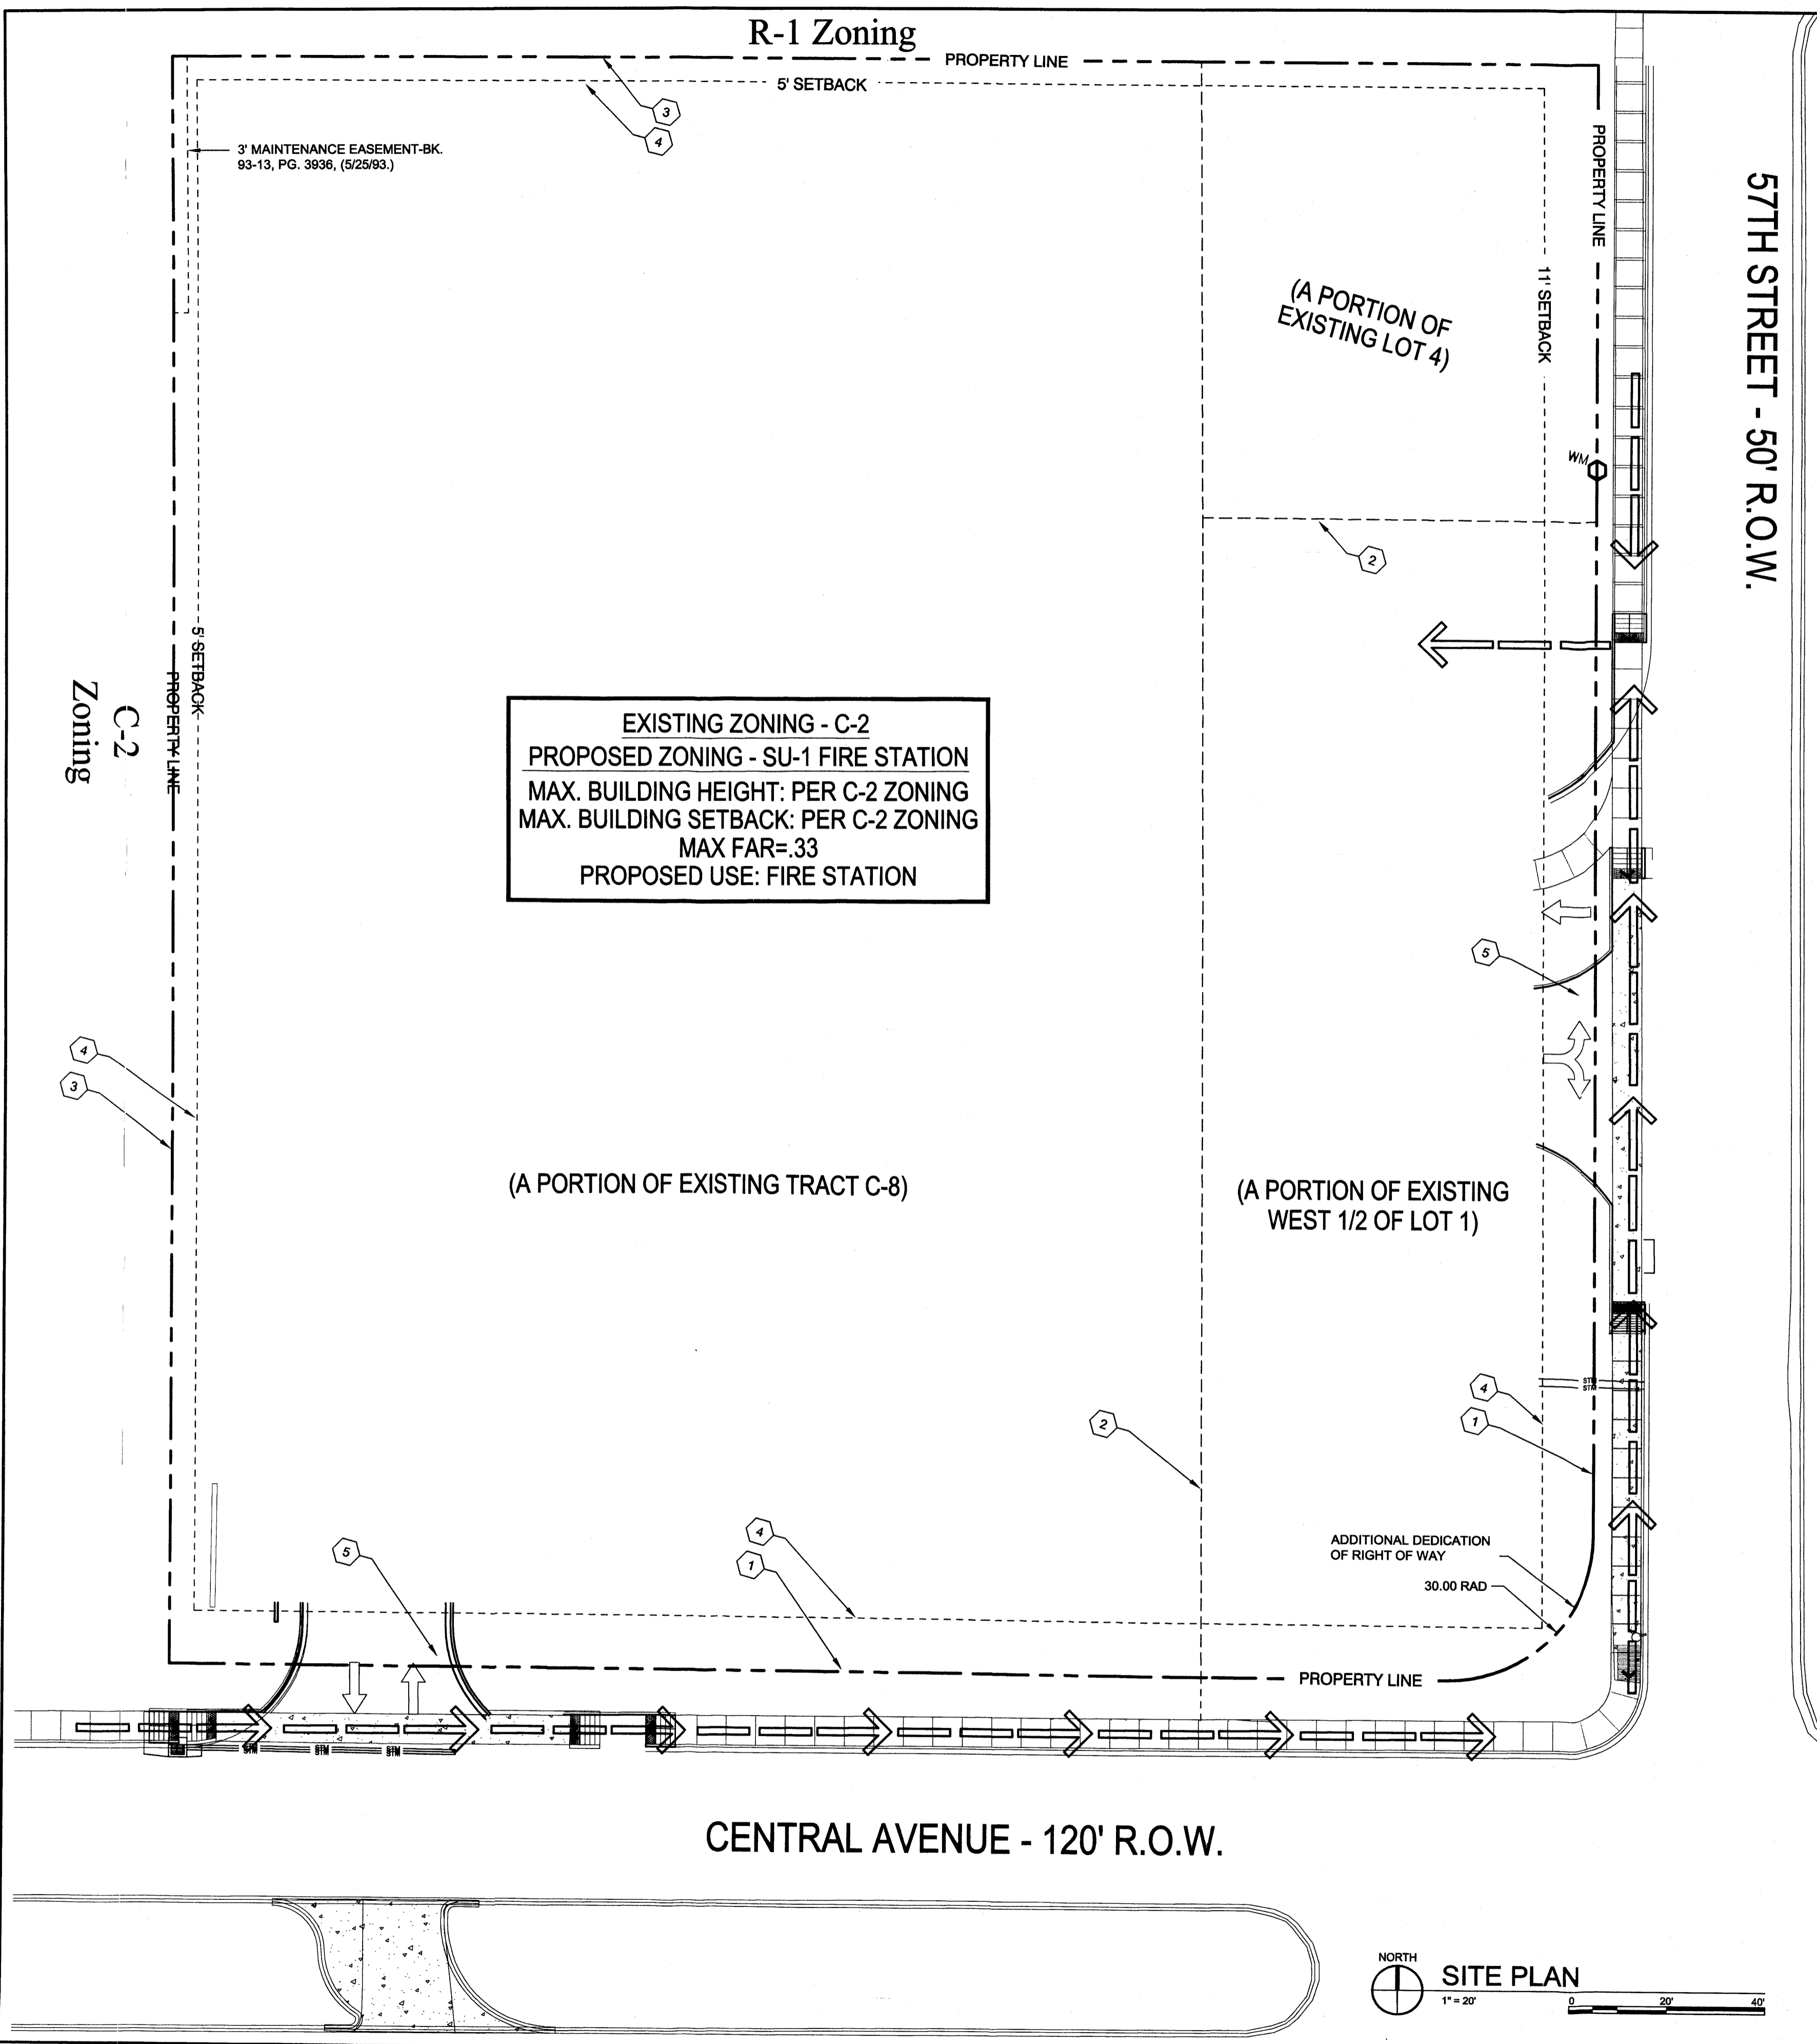 R-1 Zoning
PROPERTY LINE
5' SETBACK
3
4
3' MAINTENANCE EASEMENT-BK.
93-13, PG. 3936, (5/25/93.)
PROPERTY LINE
57TH STREET - 50' R.O.W.
11' SETBACK
(A PORTION OF
EXISTING LOT 4)
WM
2
5' SETBACK
PROPERTY LINE
C-2
Zoning
EXISTING ZONING - C-2
PROPOSED ZONING - SU-1 FIRE STATION
MAX. BUILDING HEIGHT: PER C-2 ZONING
MAX. BUILDING SETBACK: PER C-2 ZONING
MAX FAR=.33
PROPOSED USE: FIRE STATION
5
4
3
(A PORTION OF EXISTING TRACT C-8)
(A PORTION OF EXISTING
WEST 1/2 OF LOT 1)
STM
STM
4
1
2
ADDITIONAL DEDICATION
OF RIGHT OF WAY
30.00 RAD
4
1
5
PROPERTY LINE
STM
STM
STM
CENTRAL AVENUE - 120' R.O.W.
NORTH
SITE PLAN
1" = 20'
0
20'
40'